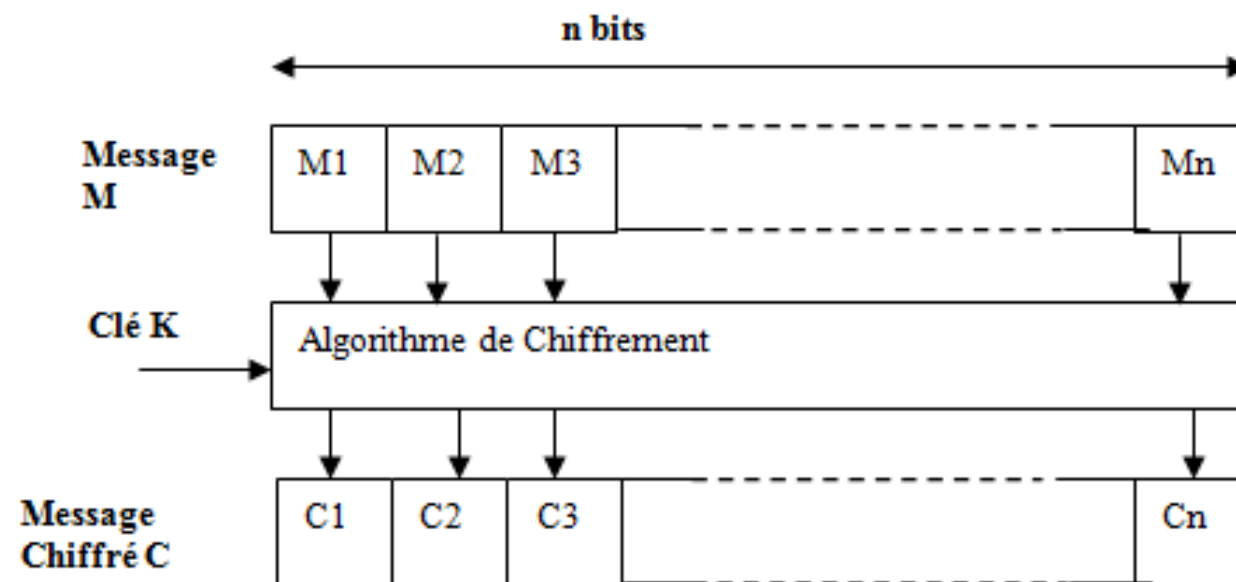 n bits
Message
M
M1 M2 M3 Mn
Clé K
Algorithme de Chiffrement
Message
Chiffré C
C1 C2 C3 Cn